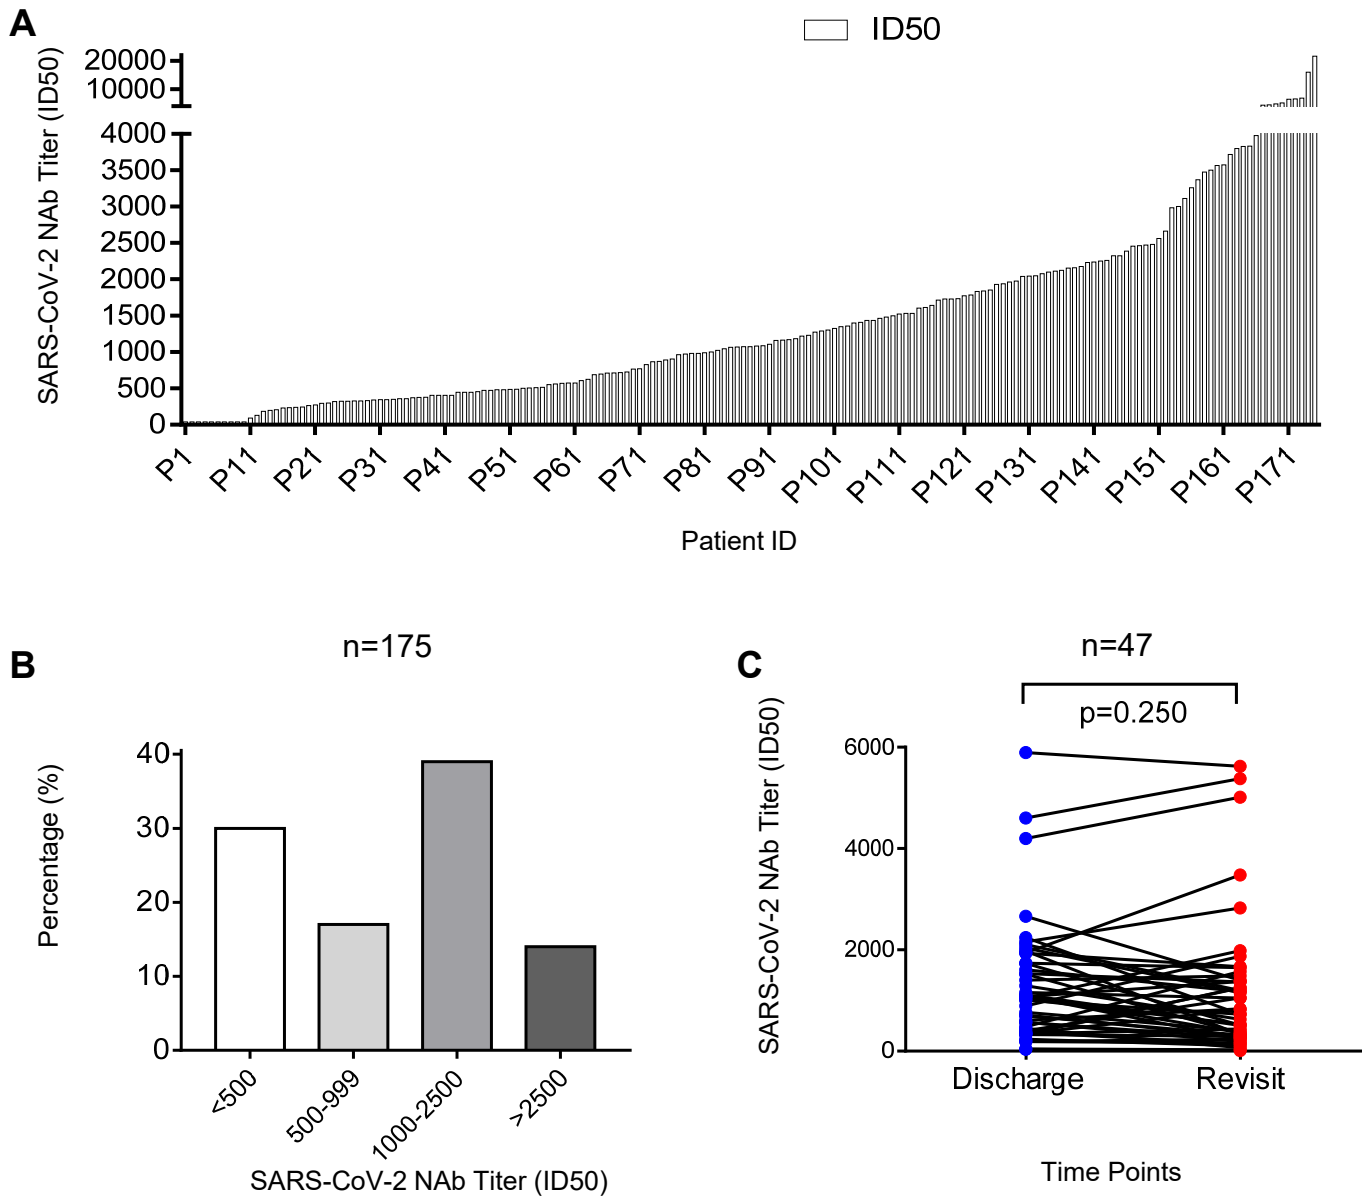 A
ID50
SARS-CoV-2 NAb Titer (ID50)
20000
10000
4000
3500
3000
2500
2000
1500
1000
500
0
P1 P11 P21 P31 P41 P51 P61 P71 P81 P91 P101 P111 P121 P131 P141 P151 P161 P171
Patient ID
B
n=175
Percentage (%)
40
30
20
10
0
<500 500-999 1000-2500 >2500
SARS-CoV-2 NAb Titer (ID50)
C
n=47
p=0.250
SARS-CoV-2 NAb Titer (ID50)
6000
4000
2000
0
Discharge Revisit
Time Points